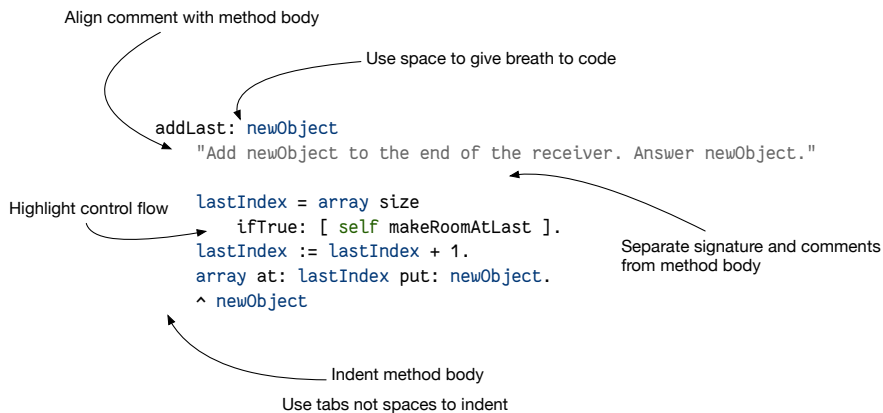 Align comment with method body
Use space to give breath to code
addLast: newObject
"Add newObject to the end of the receiver. Answer newObject."
lastIndex = array size
Highlight control flow
ifTrue: [ self makeRoomAtLast ].
lastIndex := lastIndex + 1.
array at: lastIndex put: newObject.
^ newObject
Separate signature and comments
from method body
Indent method body
Use tabs not spaces to indent